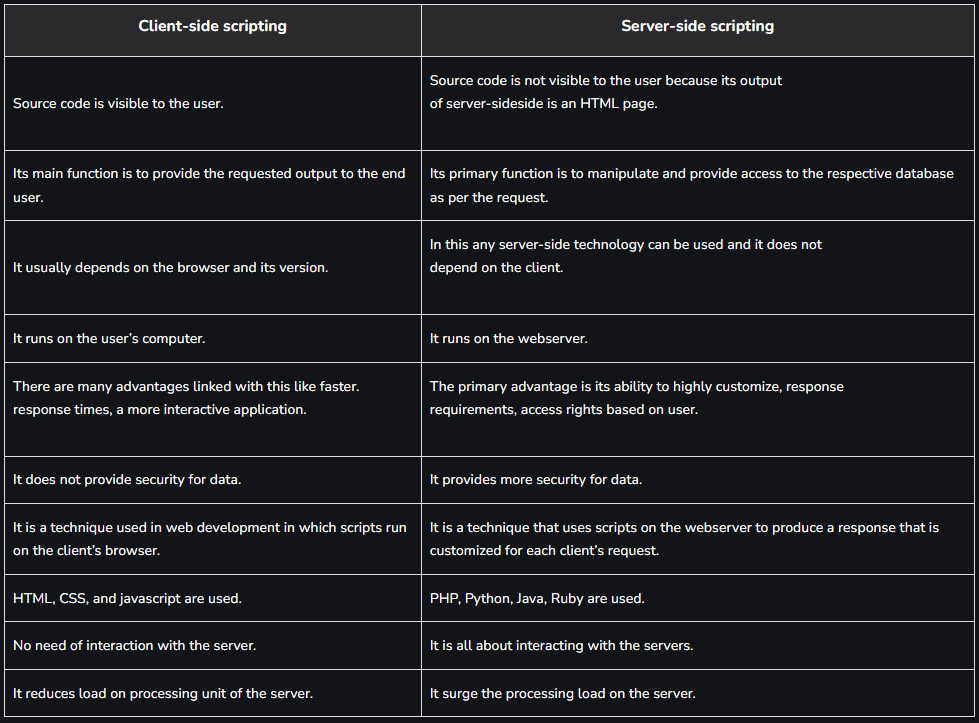 Client-side scripting
Server-side scripting
Source code is visible to the user.
Source code is not visible to the user because its output
of server-sideside is an HTML page.
Its main function is to provide the requested output to the end
user.
Its primary function is to manipulate and provide access to the respective database
as per the request.
It usually depends on the browser and its version.
In this any server-side technology can be used and it does not
depend on the client.
It runs on the user’s computer.
It runs on the webserver.
There are many advantages linked with this like faster.
response times, a more interactive application.
The primary advantage is its ability to highly customize, response
requirements, access rights based on user.
It does not provide security for data.
It provides more security for data.
It is a technique used in web development in which scripts run
on the client’s browser.
It is a technique that uses scripts on the webserver to produce a response that is
customized for each client’s request.
HTML, CSS, and javascript are used.
PHP, Python, Java, Ruby are used.
No need of interaction with the server.
It is all about interacting with the servers.
It reduces load on processing unit of the server.
It surge the processing load on the server.